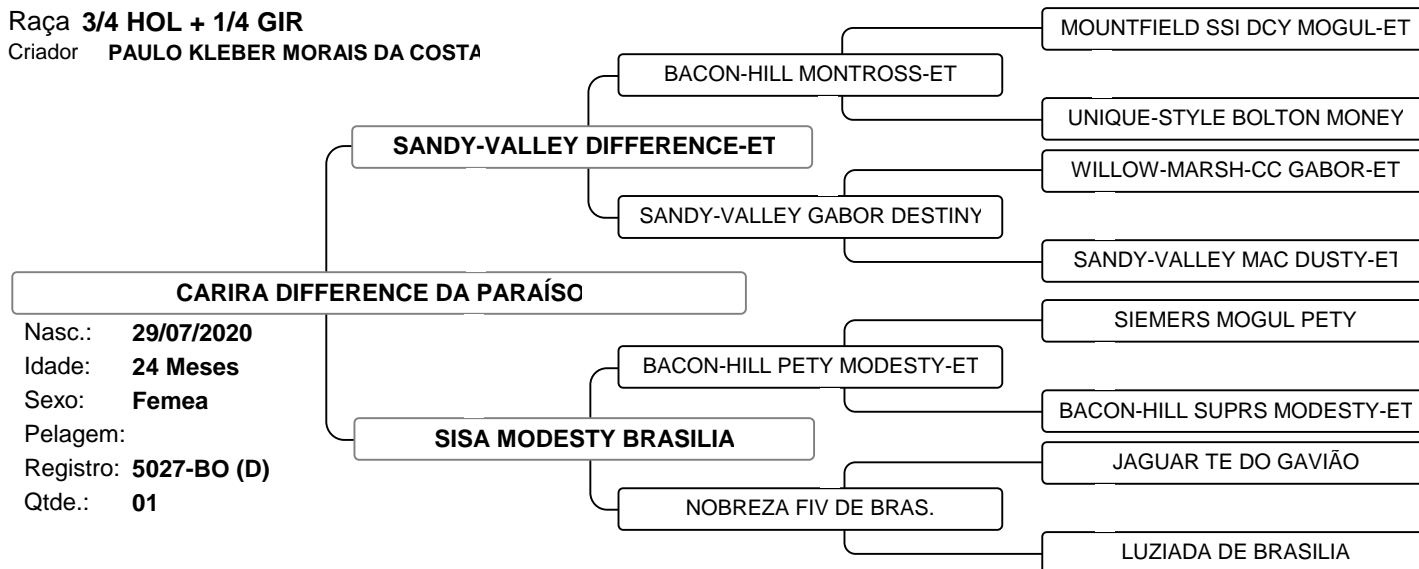 Raça 3/4 HOL + 1/4 GIR
Criador PAULO KLEBER MORAIS DA COSTA
MOUNTFIELD SSI DCY MOGUL-ET
BACON-HILL MONTROSS-ET
UNIQUE-STYLE BOLTON MONEY
SANDY-VALLEY DIFFERENCE-ET
WILLOW-MARSH-CC GABOR-ET
SANDY-VALLEY GABOR DESTINY
SANDY-VALLEY MAC DUSTY-ET
CARIRA DIFFERENCE DA PARAÍSO
Nasc.: 29/07/2020
Idade: 24 Meses
Sexo: Femea
Pelagem:
Registro: 5027-BO (D)
Qtde.: 01
SIEMERS MOGUL PETY
BACON-HILL PETY MODESTY-ET
BACON-HILL SUPRS MODESTY-ET
SISA MODESTY BRASILIA
JAGUAR TE DO GAVIÃO
NOBREZA FIV DE BRAS.
LUZIADA DE BRASILIA